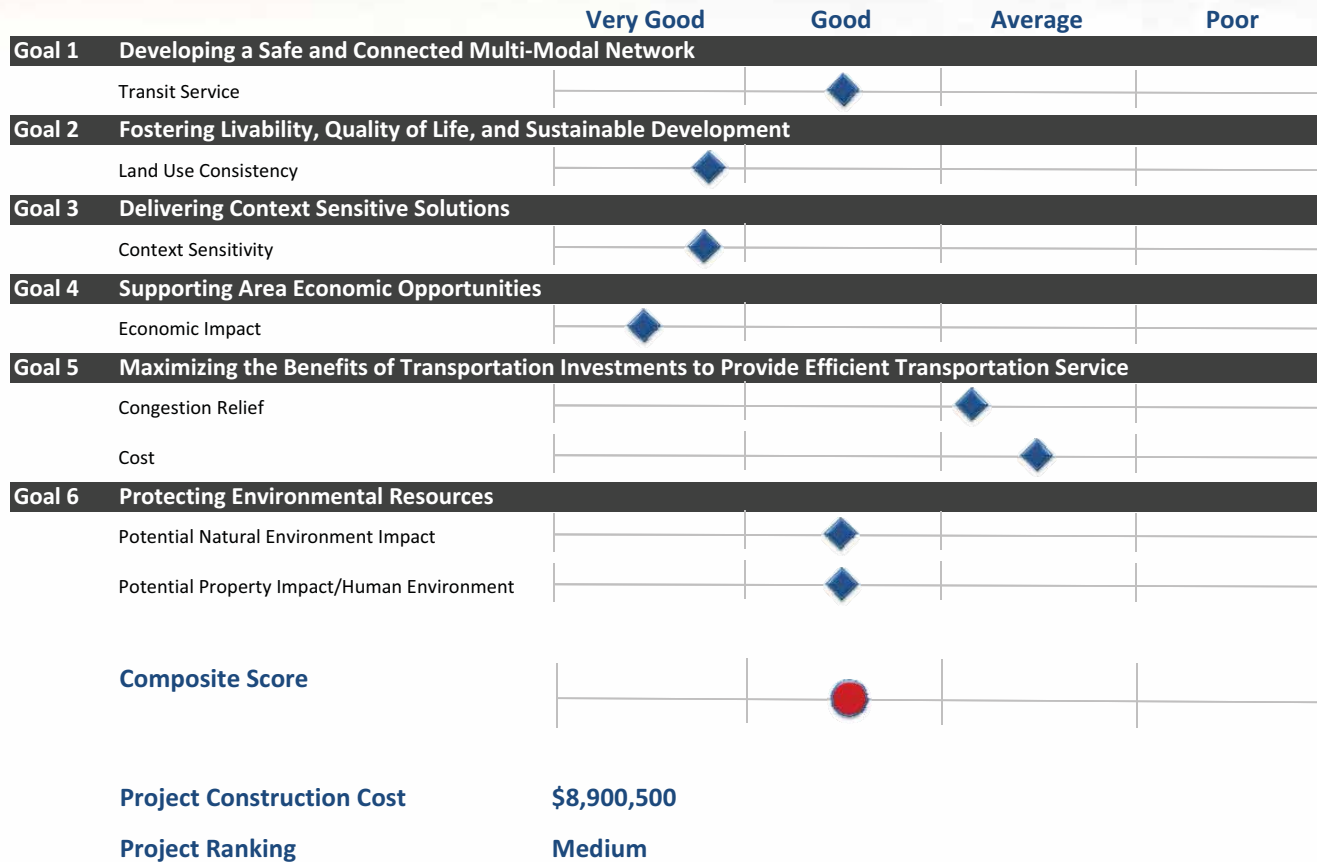 Very Good Good Average Poor
Goal 1 Developing a Safe and Connected Multi-Modal Network
Transit Service
Goal 2 Fostering Livability, Quality of Life, and Sustainable Development
Land Use Consistency
Goal 3 Delivering Context Sensitive Solutions
Context Sensitivity
Goal 4 Supporting Area Economic Opportunities
Economic Impact
Goal 5 Maximizing the Benefits of Transportation Investments to Provide Efficient Transportation Service
Congestion Relief
Cost
Goal 6 Protecting Environmental Resources
Potential Natural Environment Impact
Potential Property Impact/Human Environment
Composite Score
Project Construction Cost $8,900,500
Project Ranking Medium